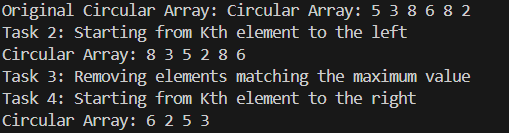 Original Circular Array: Circular Array: 5 3 8 6 8 2
Task 2: Starting from Kth element to the left
Circular Array: 8 3 5 2 8 6
Task 3: Removing elements matching the maximum value
Task 4: Starting from Kth element to the right
Circular Array: 6 2 5 3